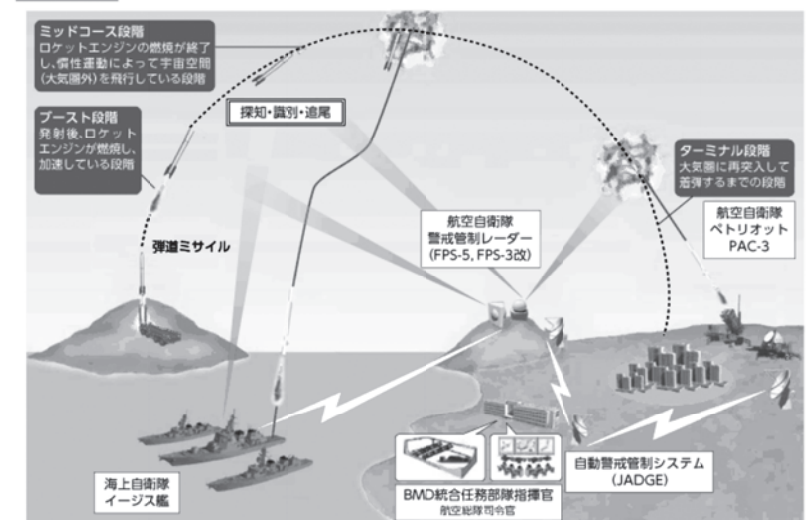 ミッドコース段階
ロケットエンジンの燃焼が終了
し、慣性運動によって宇宙空間
(大気圏外)を飛行している段階
ブースト段階
発射後、ロケット
エンジンが燃焼し、
加速している段階
探知・識別・追尾
ターミナル段階
大気圏に再突入して
着弾するまでの段階
航空自衛隊
ペトリオット
PAC-3
航空自衛隊
警戒管制レーダー
(FPS-5, FPS-3改)
弾道ミサイル
海上自衛隊
イージス艦
BMD統合任務部隊指揮官
航空総隊司令官
自動警戒管制システム
(JADGE)